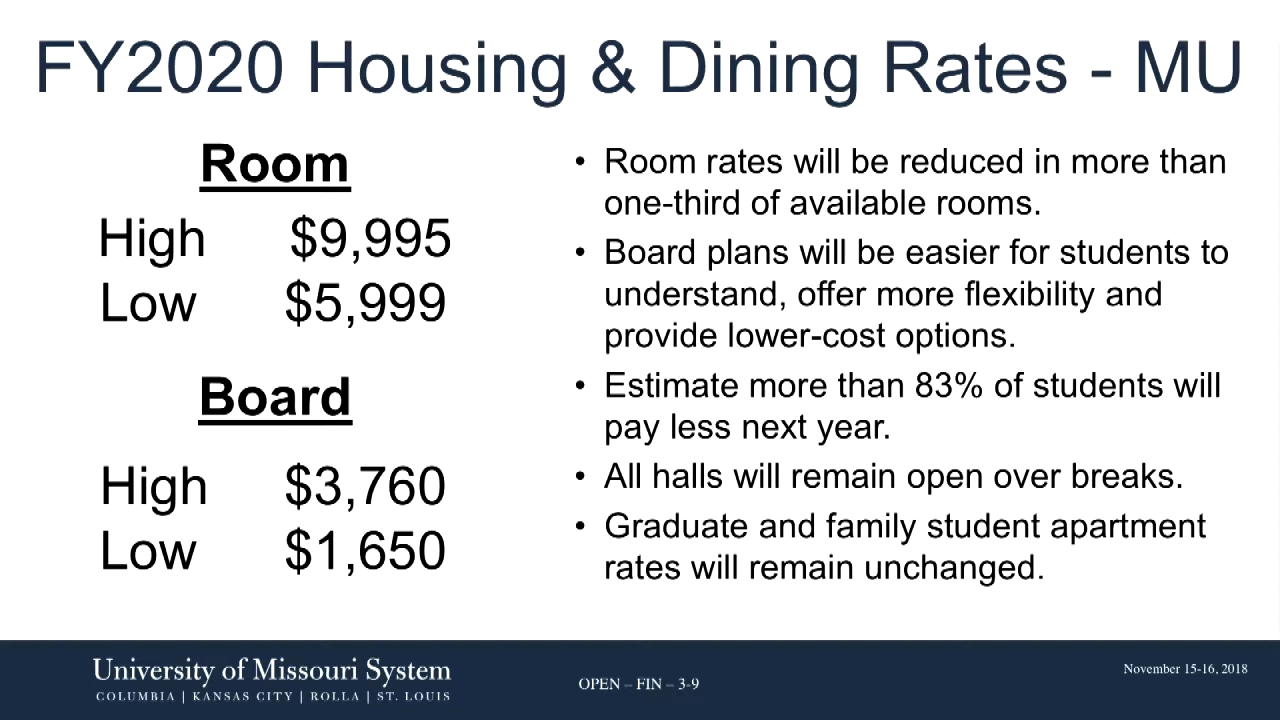 FY2020 Housing & Dining Rates - MU
Room
High $9,995
Low $5,999
Board
High $3,760
Low $1,650
• Room rates will be reduced in more than
one-third of available rooms.
• Board plans will be easier for students to
understand, offer more flexibility and
provide lower-cost options.
• Estimate more than 83% of students will
pay less next year.
• All halls will remain open over breaks.
• Graduate and family student apartment
rates will remain unchanged.
University of Missouri System
COLUMBIA | KANSAS CITY | ROLLA | ST. LOUIS
OPEN – FIN – 3-9
November 15-16, 2018